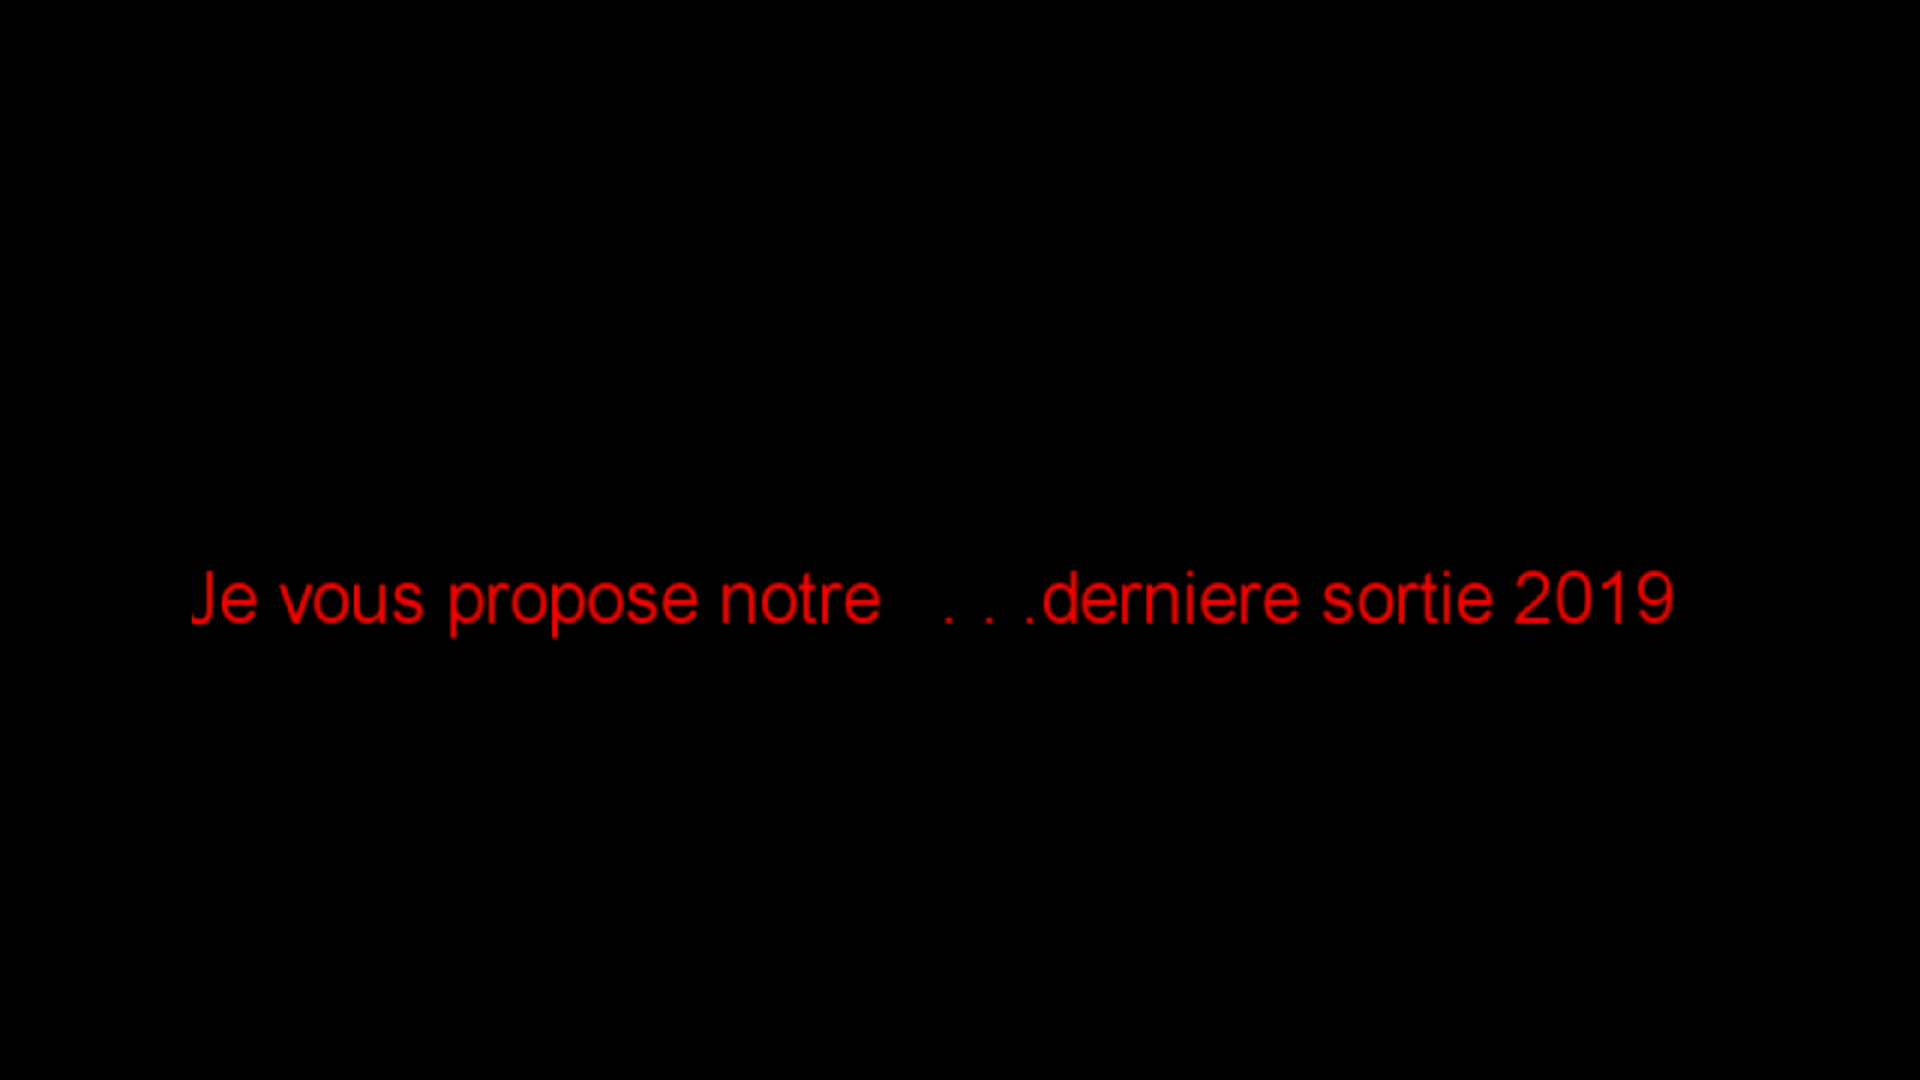 Je vous propose notre . . .derniere sortie 2019